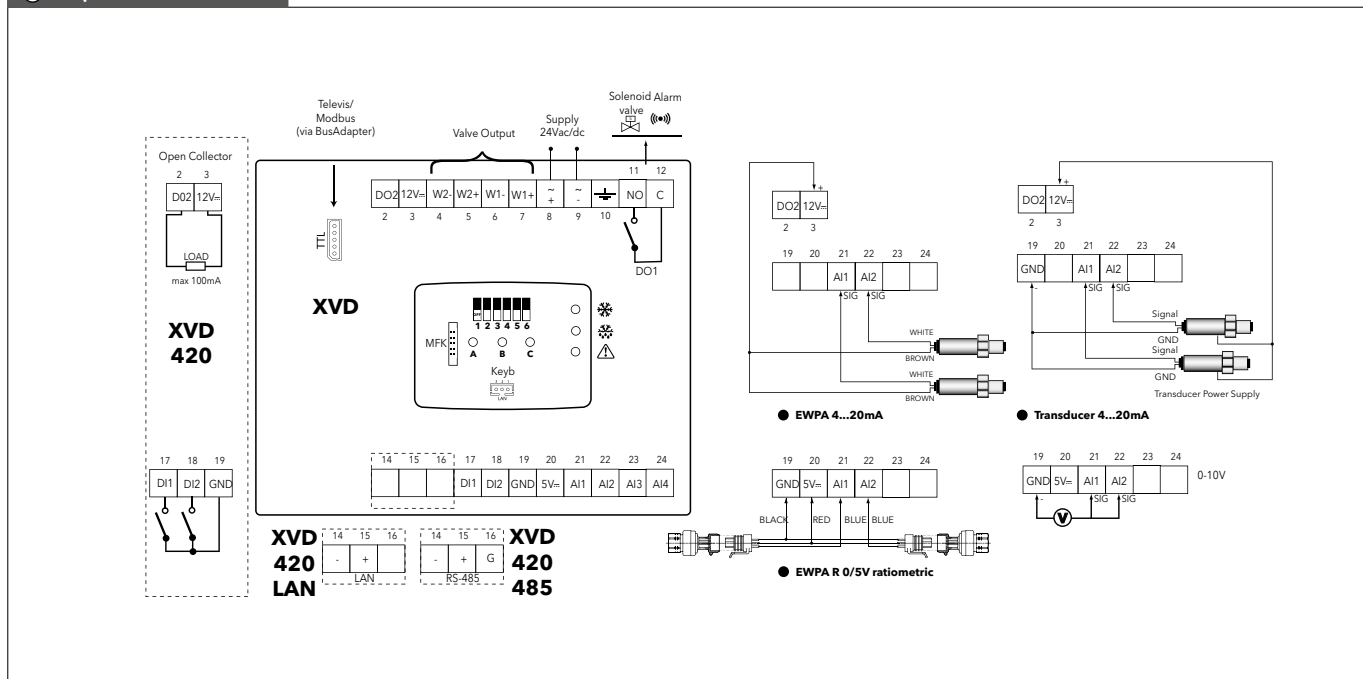 Open Collector
2 3
D02 12V⎓
LOAD
max 100mA
XVD
420
17 18 19
DI1 DI2 GND
Televis/
Modbus
(via BusAdapter)
Valve Output
Supply
24Vac/dc
Solenoid Alarm
valve
11 12
DO2 12V⎓ W2- W2+ W1- W1+ ~ + ~ - NO C
2 3 4 5 6 7 8 9 10
DO1
TTL
XVD
OFF
1 2 3 4 5 6
MFK
A B C
Keyb
LAN
14 15 16 17 18 19 20 21 22 23 24
DI1 DI2 GND 5V⎓ AI1 AI2 AI3 AI4
XVD
420
LAN
14 15 16
- +
LAN
14 15 16
- + G
RS-485
XVD
420
485
+
DO2 12V⎓
2 3
19 20 21 22 23 24
AI1 AI2
SIG SIG
WHITE
BROWN
WHITE
BROWN
● EWPA 4...20mA
+
DO2 12V⎓
2 3
19 20 21 22 23 24
GND AI1 AI2
- SIG SIG
Signal
GND
Signal
GND
Transducer Power Supply
● Transducer 4...20mA
19 20 21 22 23 24
GND 5V⎓ AI1 AI2
BLACK RED BLUE BLUE
● EWPA R 0/5V ratiometric
19 20 21 22 23 24
GND 5V⎓ AI1 AI2
0-10V
- SIG SIG
V